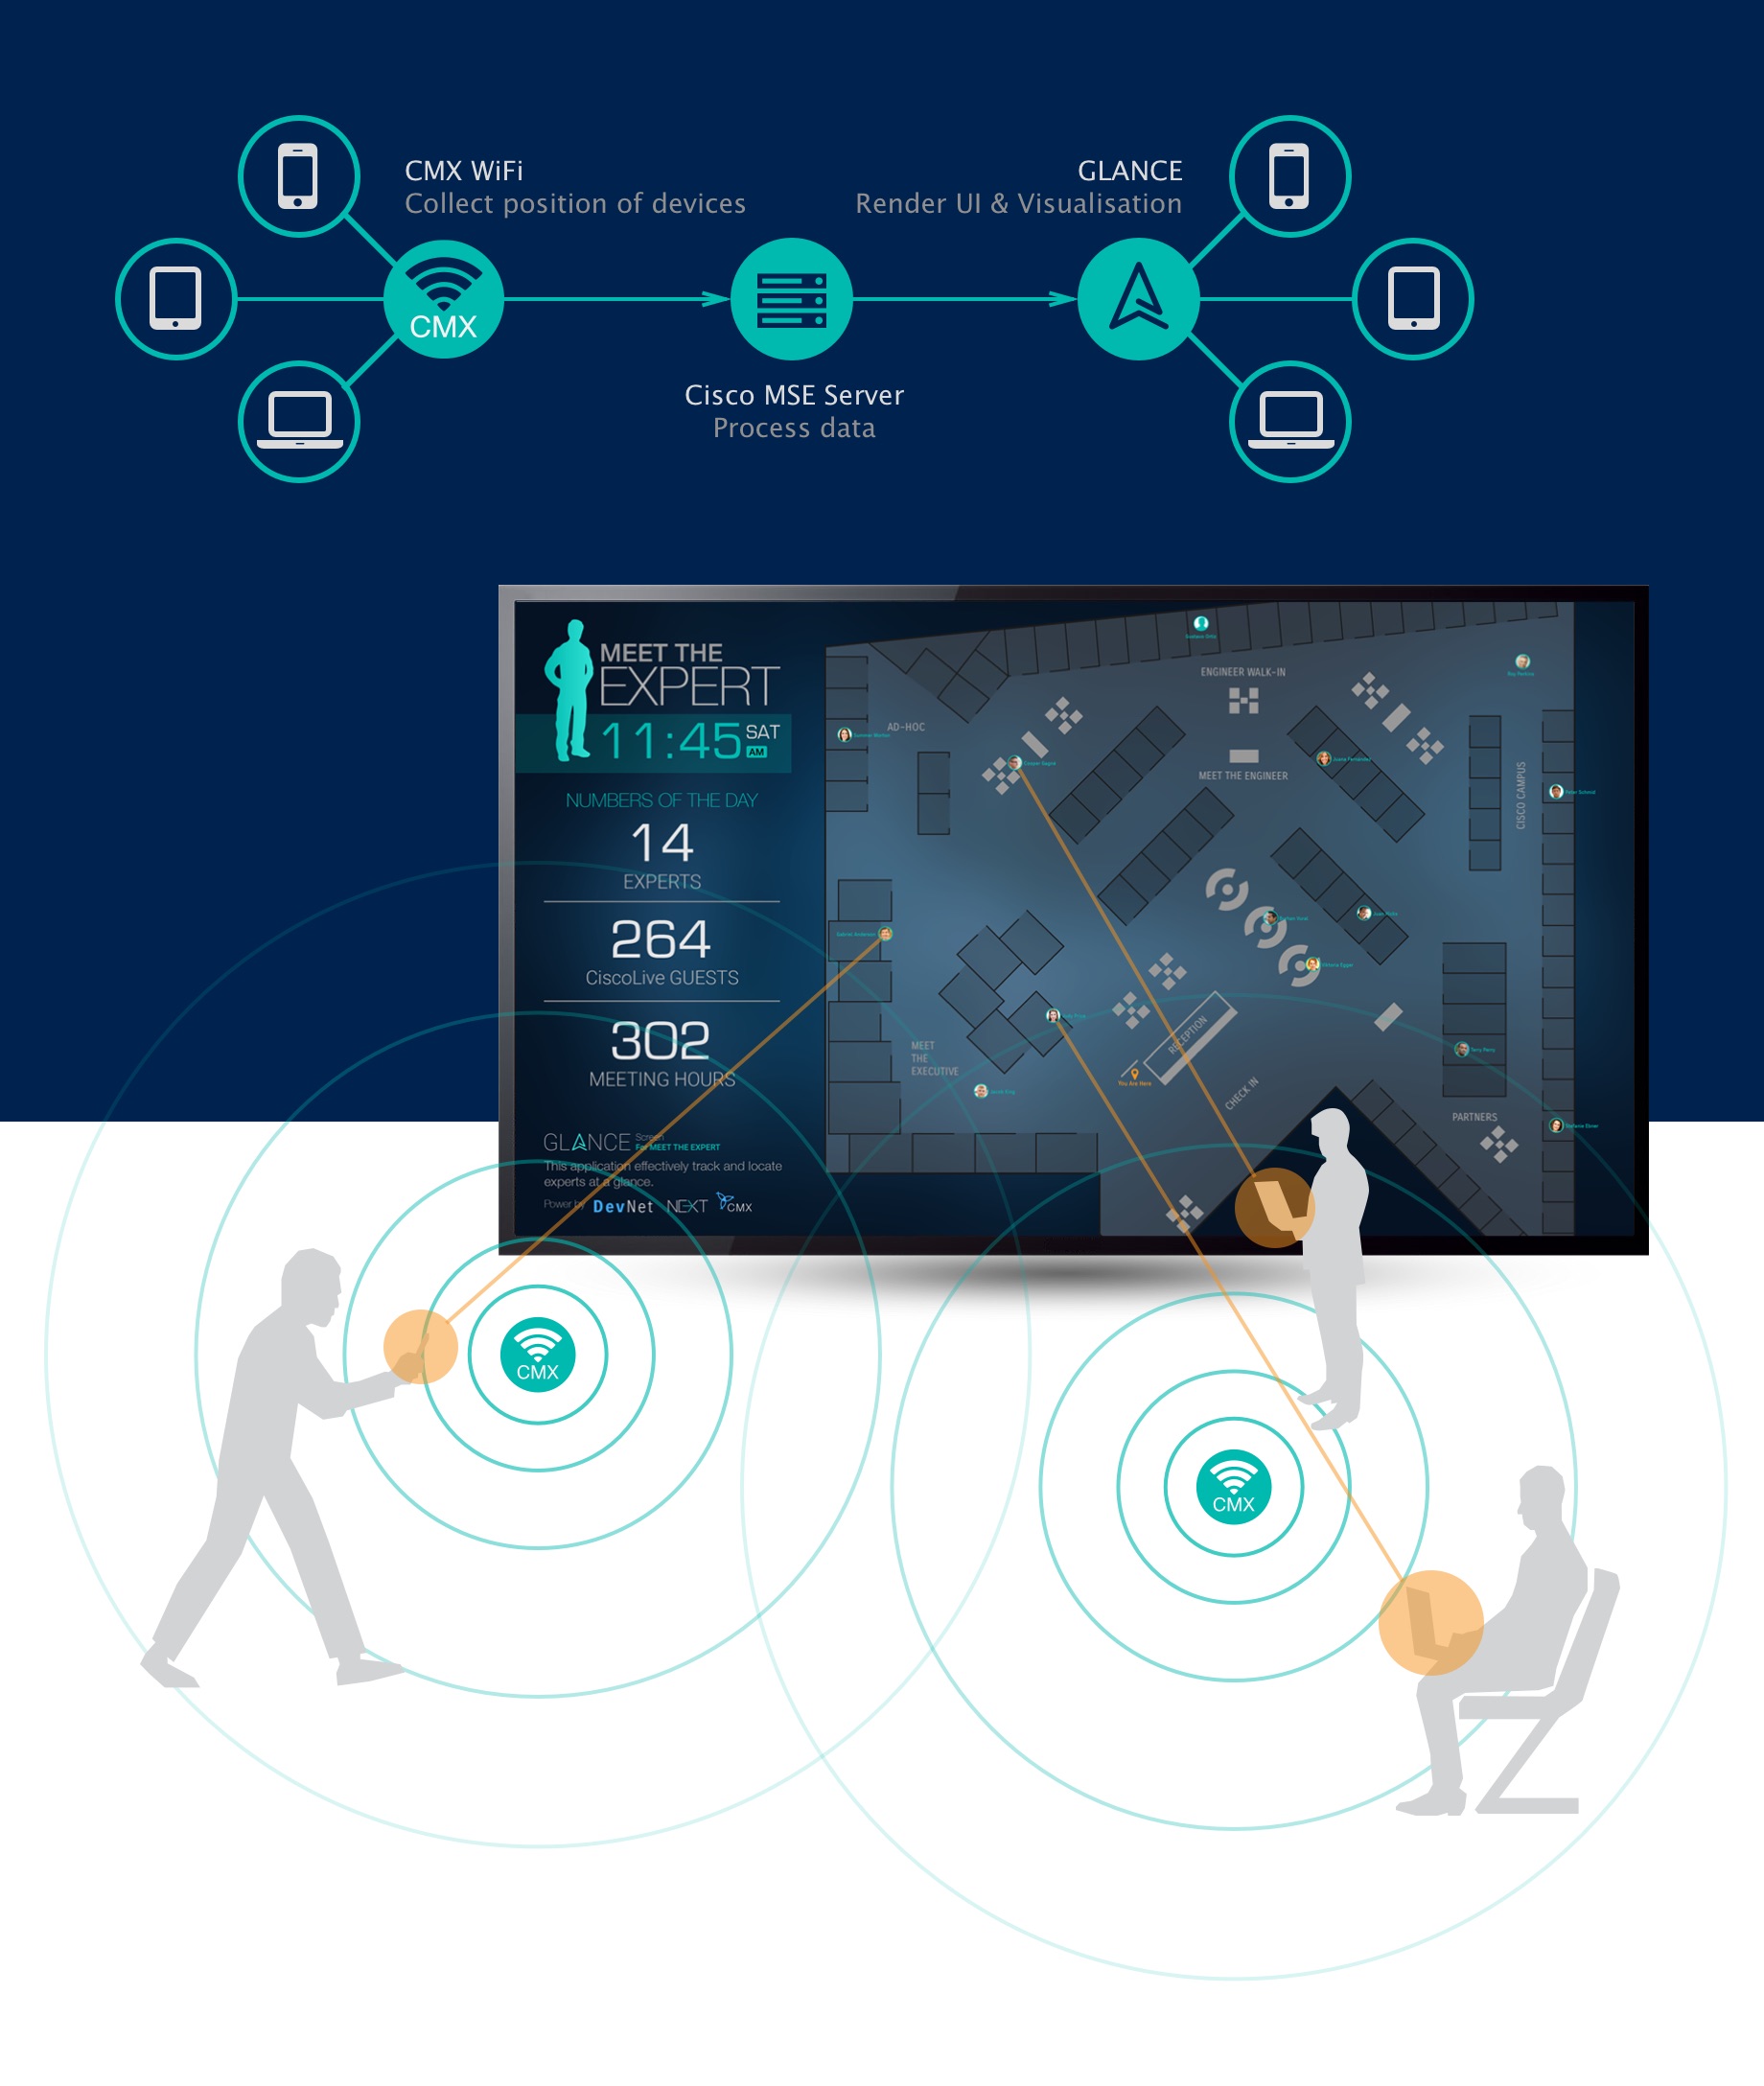 CMX WiFi
Collect position of devices
GLANCE
Render UI & Visualisation
CMX
Cisco MSE Server
Process data
MEET THE
EXPERT
11:45 SAT
AM
NUMBERS OF THE DAY
14
EXPERTS
264
CiscoLive GUESTS
302
MEETING HOURS
GLANCE Screen
For MEET THE EXPERT
This application effectively track and locate
experts at a glance.
Power by DevNet NEXT CMX
ENGINEER WALK-IN
AD-HOC
MEET THE ENGINEER
CISCO CAMPUS
Peter Schmid
MEET
THE
EXECUTIVE
RECEPTION
You Are Here
CHECK IN
PARTNERS
CMX
CMX